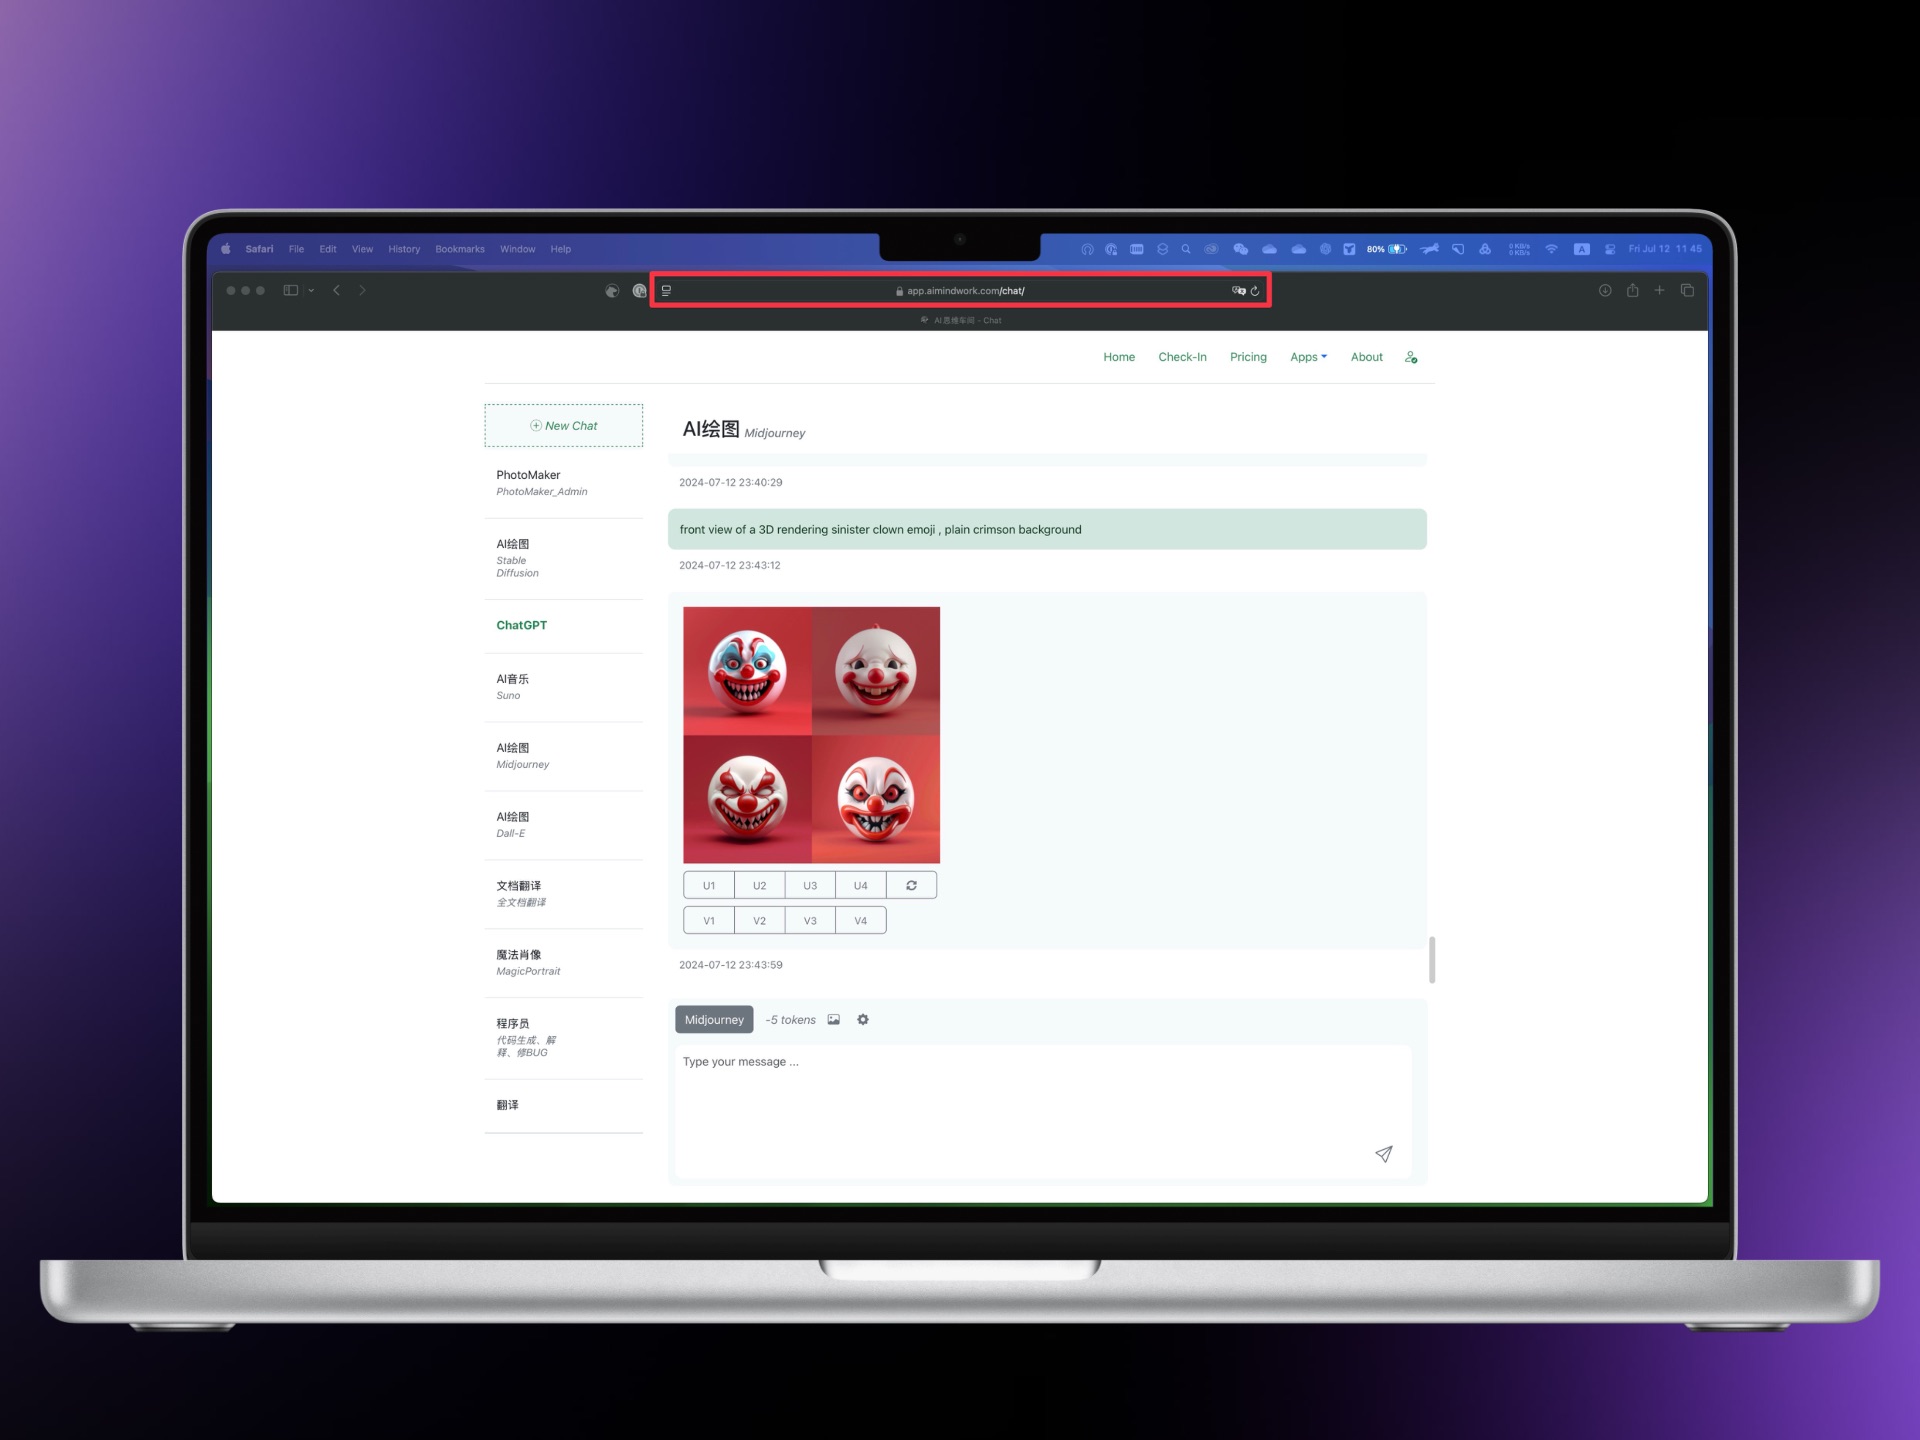 Safari File Edit View History Bookmarks Window Help
80%
0 KB/s
0 KB/s
A
Fri Jul 12 11 45
app.aimindwork.com/chat/
AI思维车间 - Chat
Home Check-In Pricing Apps About
New Chat
PhotoMaker
PhotoMaker_Admin
AI绘图
Stable
Diffusion
ChatGPT
AI音乐
Suno
AI绘图
Midjourney
AI绘图
Dall-E
文档翻译
全文档翻译
魔法肖像
MagicPortrait
程序员
代码生成、解
释、修BUG
翻译
AI绘图 Midjourney
2024-07-12 23:40:29
front view of a 3D rendering sinister clown emoji , plain crimson background
2024-07-12 23:43:12
U1 U2 U3 U4
V1 V2 V3 V4
2024-07-12 23:43:59
Midjourney -5 tokens
Type your message ...